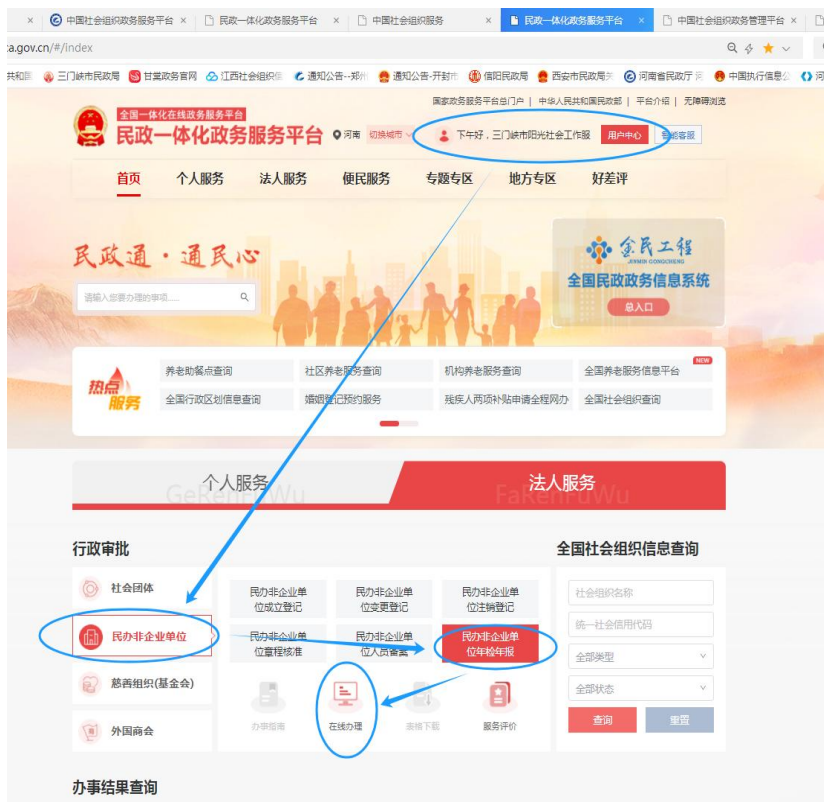 中国社会组织政务服务平台 × 民政一体化政务服务平台 × 中国社会组织服务 × 民政一体化政务服务平台 × 中国社会组织政务管理平台 ×
ca.gov.cn/#/index
共和国 三门峡市民政局 甘棠政务官网 江西社会组织信 通知公告--郑州 通知公告-开封市 信阳民政局 西安市民政局关 河南省民政厅 河 中国执行信息公 河
国家政务服务平台总门户 | 中华人民共和国民政部 | 平台介绍 | 无障碍浏览
全国一体化在线政务服务平台
民政一体化政务服务平台 河南 切换城市 下午好，三门峡市阳光社会工作服 用户中心 智能客服
首页 个人服务 法人服务 便民服务 专题专区 地方专区 好差评
民政通·通民心
金民工程
JINMIN GONGCHENG
全国民政政务信息系统
请输入您要办理的事项......
总入口
热点服务
养老助餐点查询 社区养老服务查询 机构养老服务查询 全国养老服务信息平台 NEW
全国行政区划信息查询 婚姻登记预约服务 残疾人两项补贴申请全程网办 全国社会组织查询
个人服务 法人服务
GeRenFuWu FaRenFuWu
行政审批 全国社会组织信息查询
社会团体
民办非企业单位成立登记 民办非企业单位变更登记 民办非企业单位注销登记
社会组织名称
统一社会信用代码
民办非企业单位
民办非企业单位章程核准 民办非企业单位人员备案 民办非企业单位年检年报
全部类型
慈善组织(基金会)
全部状态
外国商会
办事指南 在线办理 表格下载 服务评价
查询 重置
办事结果查询